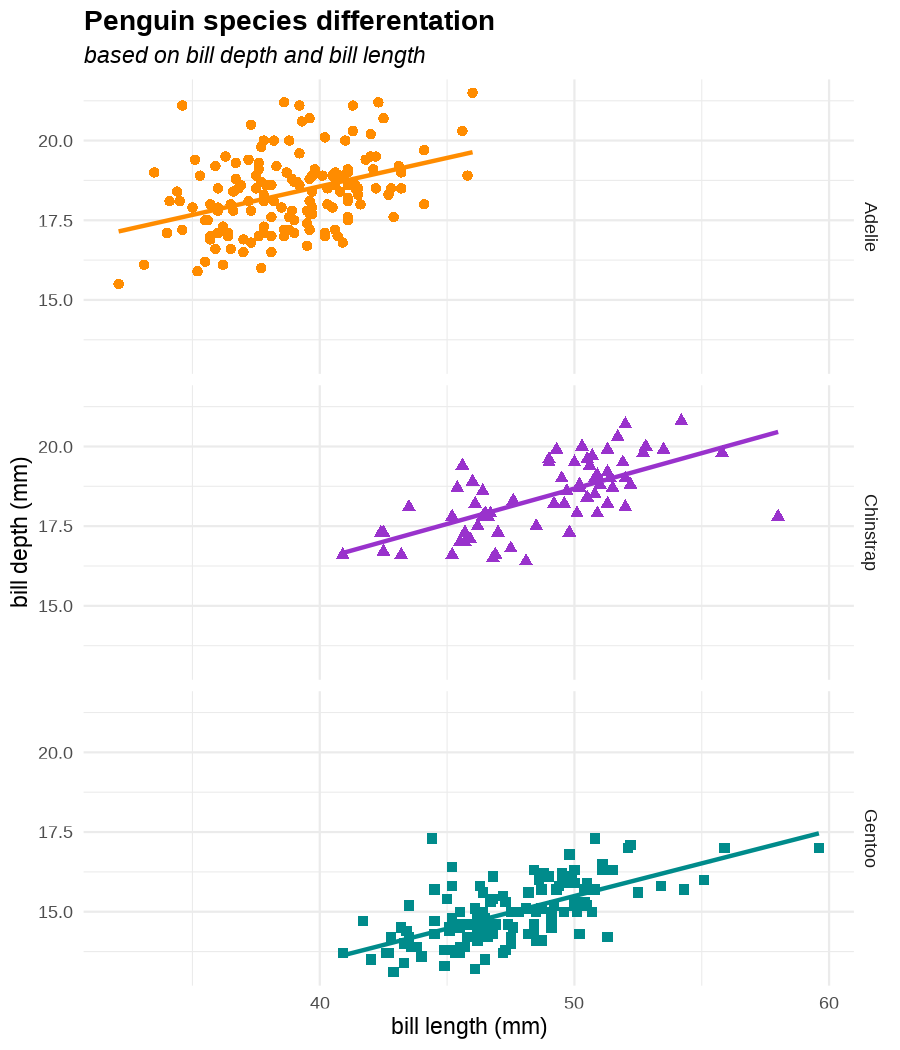 Penguin species differentation
based on bill depth and bill length
20.0
17.5
15.0
Adelie
20.0
17.5
15.0
Chinstrap
bill depth (mm)
20.0
17.5
15.0
Gentoo
40 50 60
bill length (mm)